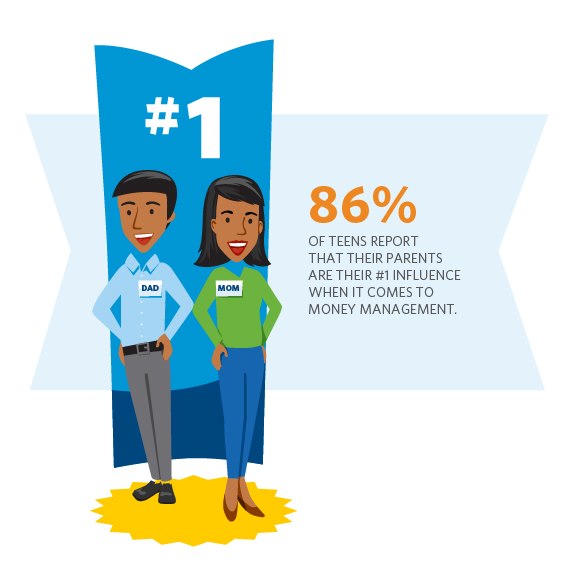 #1
86%
OF TEENS REPORT
THAT THEIR PARENTS
ARE THEIR #1 INFLUENCE
WHEN IT COMES TO
MONEY MANAGEMENT.
DAD
MOM